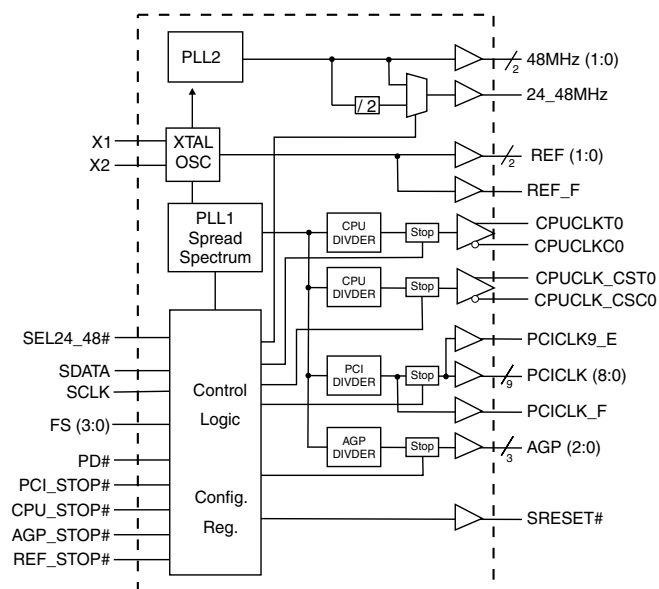 PLL2
48MHz (1:0)
2
24_48MHz
/ 2
X1
X2
XTAL
OSC
REF (1:0)
2
REF_F
PLL1
Spread
Spectrum
CPU
DIVDER
Stop
CPUCLKT0
CPUCLKC0
CPU
DIVDER
Stop
CPUCLK_CST0
CPUCLK_CSC0
SEL24_48#
SDATA
SCLK
FS (3:0)
PD#
PCI_STOP#
CPU_STOP#
AGP_STOP#
REF_STOP#
Control
Logic
Config.
Reg.
PCI
DIVDER
Stop
PCICLK9_E
PCICLK (8:0)
9
PCICLK_F
AGP
DIVDER
Stop
AGP (2:0)
3
SRESET#